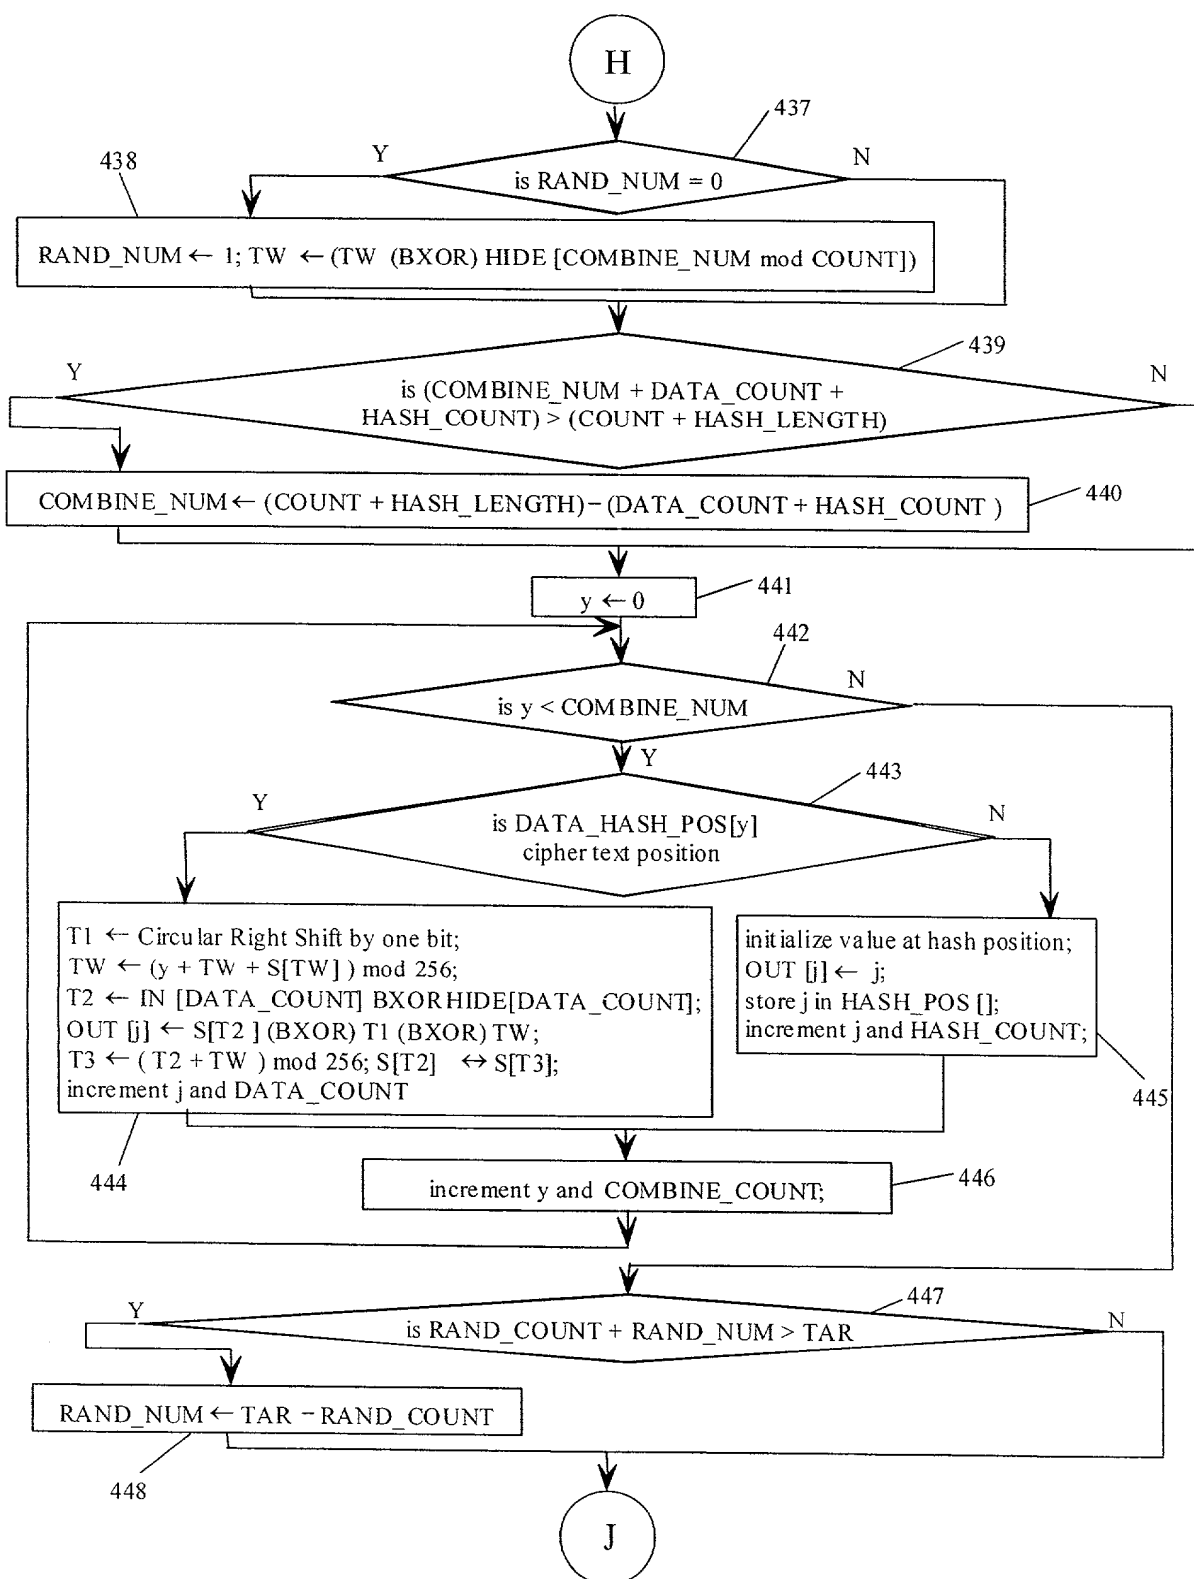 H
437
Y
N
438
is RAND_NUM = 0
RAND_NUM ← 1; TW ← (TW (BXOR) HIDE [COMBINE_NUM mod COUNT])
439
Y
N
is (COMBINE_NUM + DATA_COUNT +
HASH_COUNT) > (COUNT + HASH_LENGTH)
COMBINE_NUM ← (COUNT + HASH_LENGTH) – (DATA_COUNT + HASH_COUNT )
440
y ← 0
441
442
N
is y < COMBINE_NUM
Y
443
Y
N
is DATA_HASH_POS[y]
cipher text position
T1 ← Circular Right Shift by one bit;
TW ← (y + TW + S[TW] ) mod 256;
T2 ← IN [DATA_COUNT] BXORHIDE[DATA_COUNT];
OUT [j] ← S[T2 ] (BXOR) T1 (BXOR) TW;
T3 ← ( T2 + TW ) mod 256; S[T2] ↔ S[T3];
increment j and DATA_COUNT
initialize value at hash position;
OUT [j] ← j;
store j in HASH_POS [];
increment j and HASH_COUNT;
445
444
increment y and COMBINE_COUNT;
446
447
Y
N
is RAND_COUNT + RAND_NUM > TAR
RAND_NUM ← TAR – RAND_COUNT
448
J